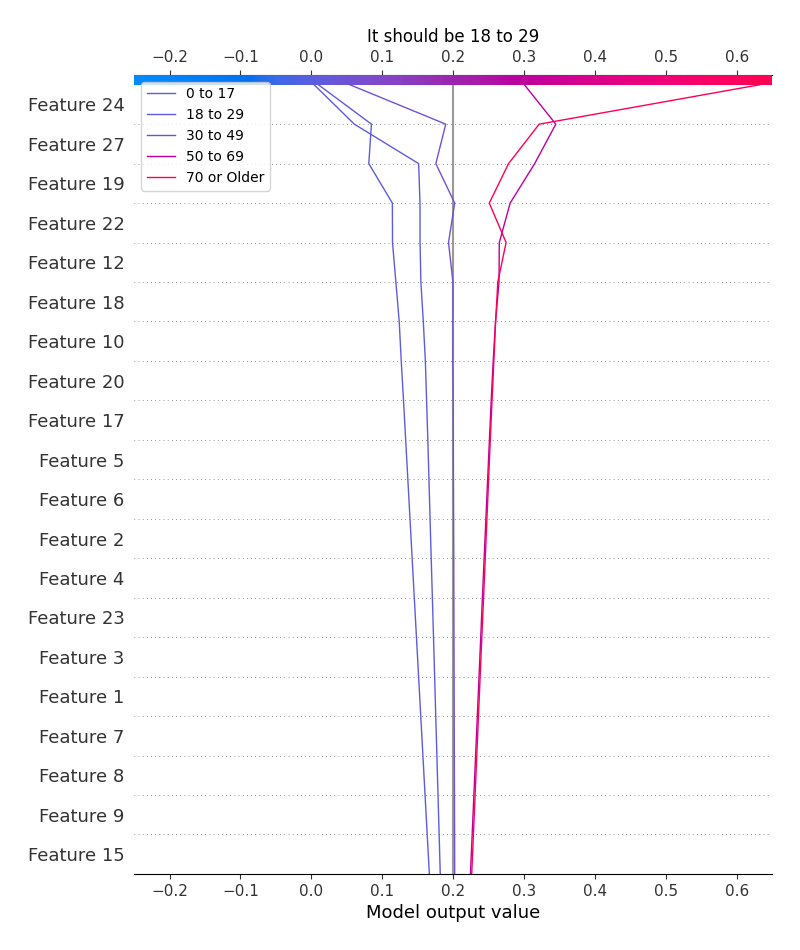 It should be 18 to 29
−0.2 −0.1 0.0 0.1 0.2 0.3 0.4 0.5 0.6
0 to 17
18 to 29
30 to 49
50 to 69
70 or Older
Feature 24
Feature 27
Feature 19
Feature 22
Feature 12
Feature 18
Feature 10
Feature 20
Feature 17
Feature 5
Feature 6
Feature 2
Feature 4
Feature 23
Feature 3
Feature 1
Feature 7
Feature 8
Feature 9
Feature 15
−0.2 −0.1 0.0 0.1 0.2 0.3 0.4 0.5 0.6
Model output value